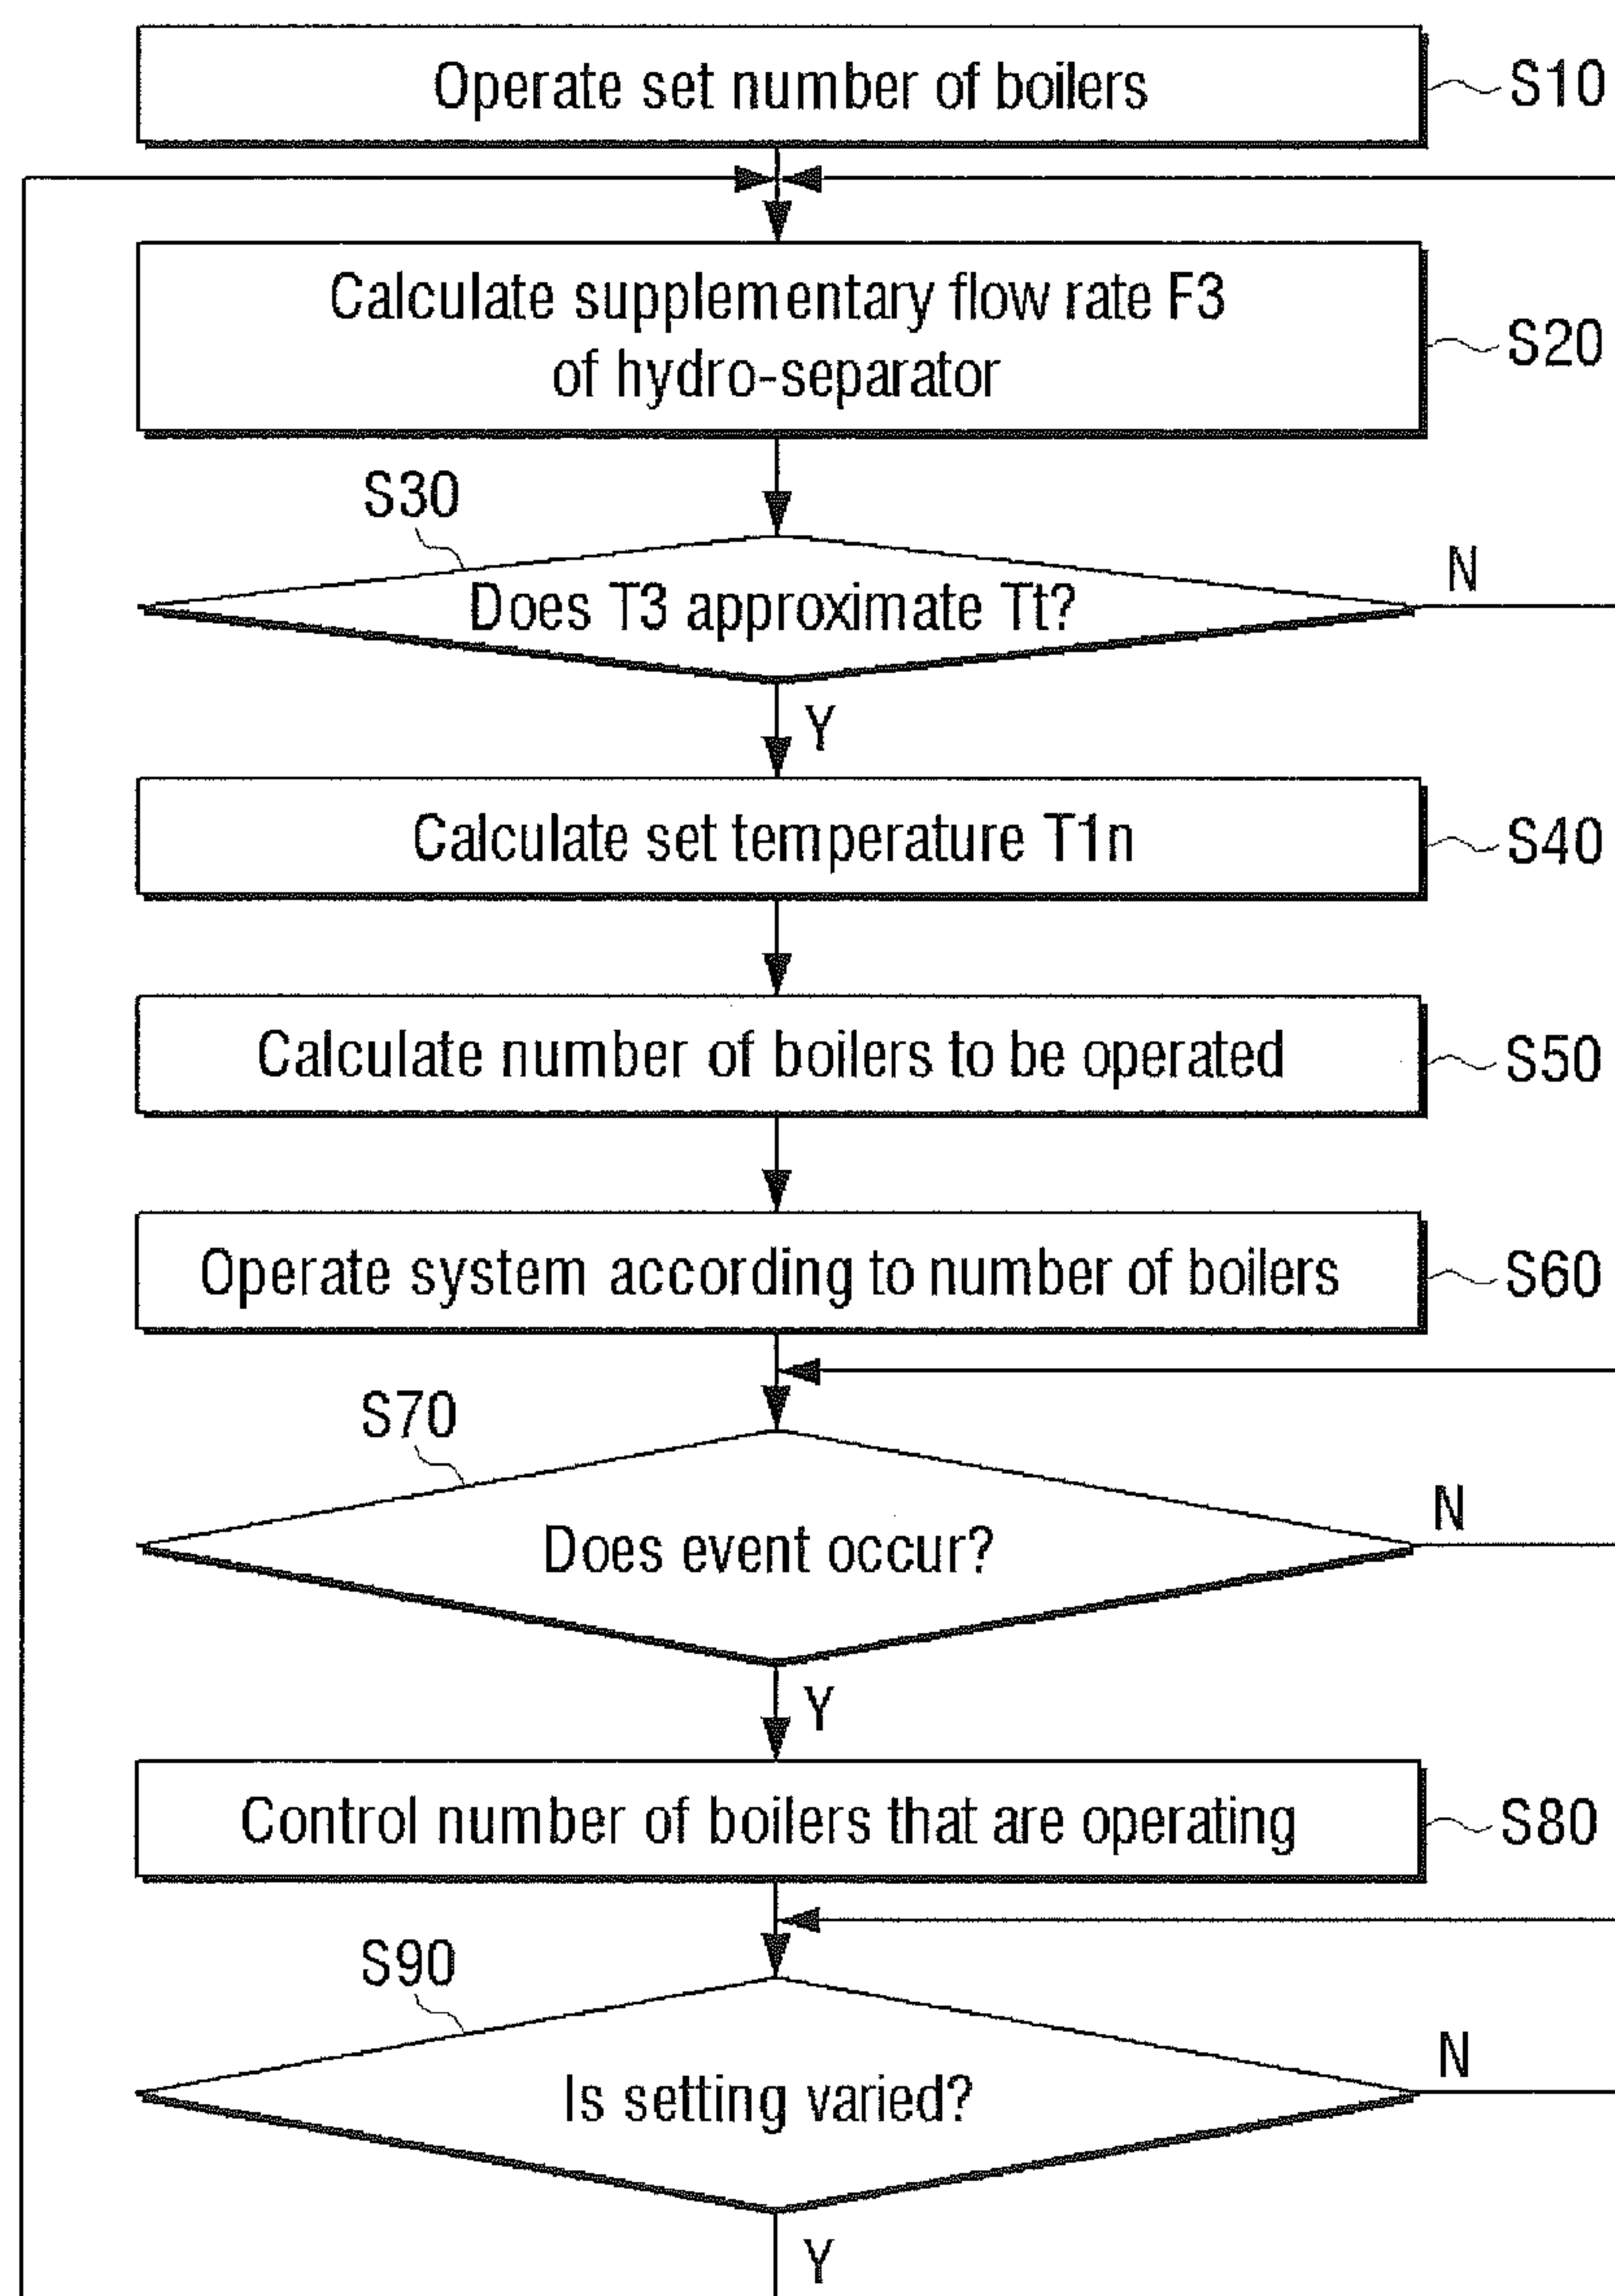 Operate set number of boilers
S10
Calculate supplementary flow rate F3
of hydro-separator
S20
S30
Does T3 approximate Tt?
N
Y
Calculate set temperature T1n
S40
Calculate number of boilers to be operated
S50
Operate system according to number of boilers
S60
S70
Does event occur?
N
Y
Control number of boilers that are operating
S80
S90
Is setting varied?
N
Y